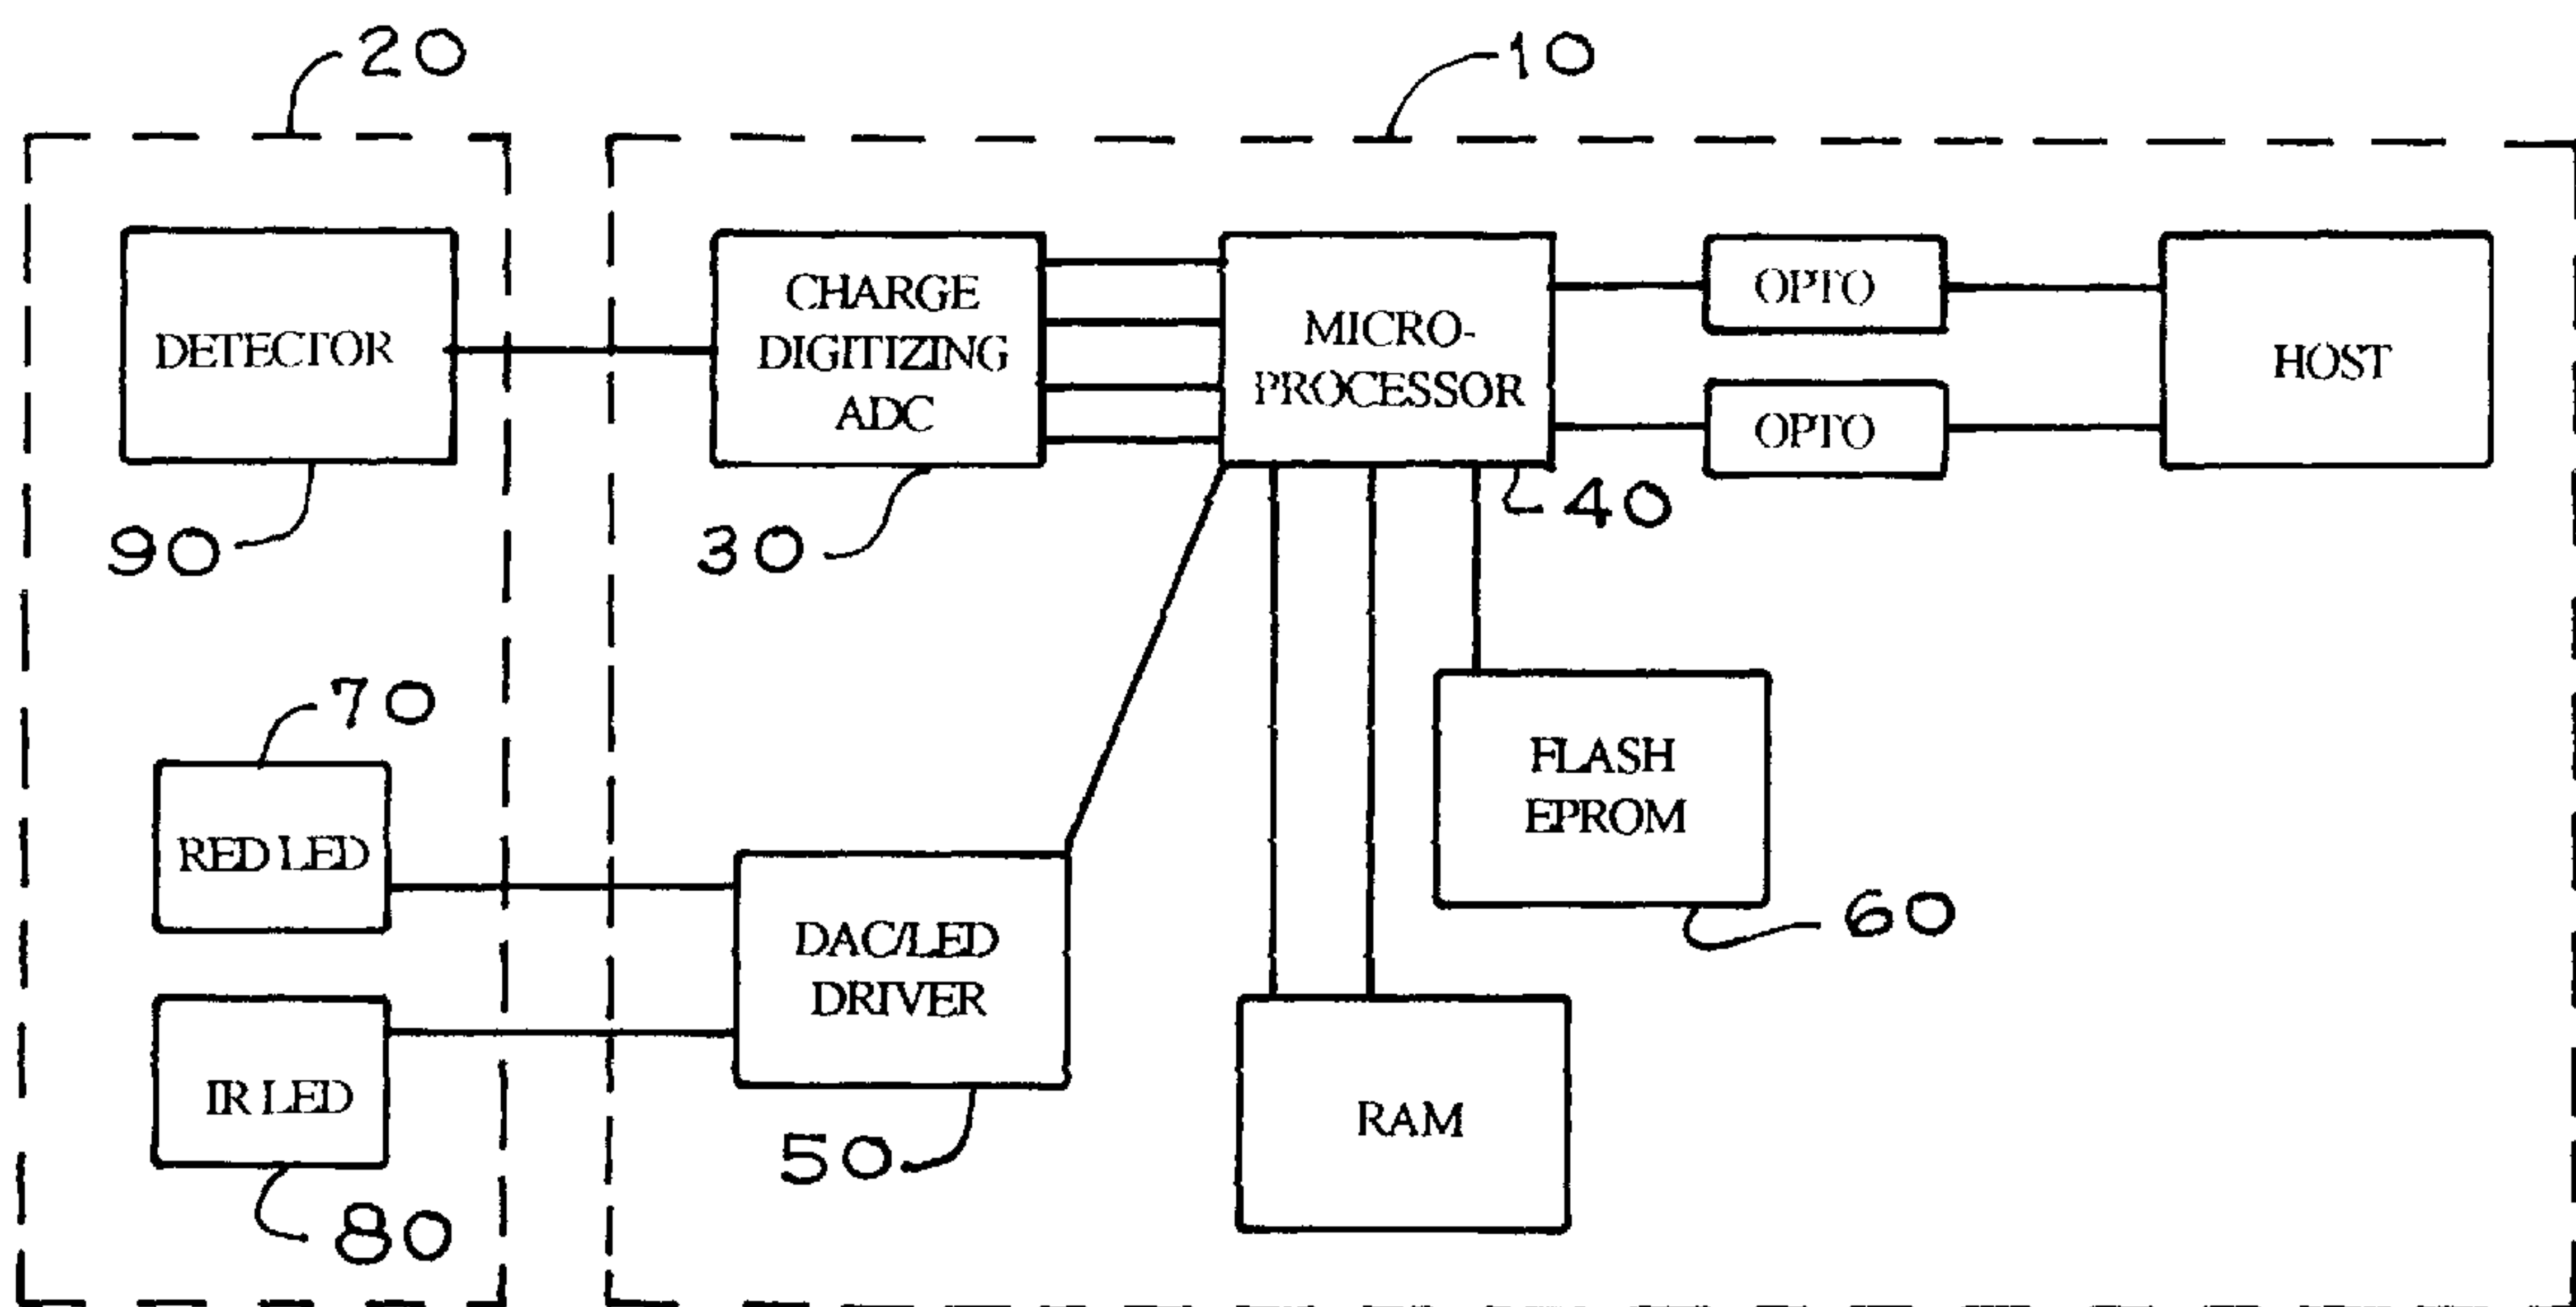 20
10
DETECTOR
CHARGE
DIGITIZING
ADC
MICRO-
PROCESSOR
OPTO
OPTO
HOST
90
30
40
70
RED LED
FLASH
EPROM
60
DAC/LED
DRIVER
IR LED
RAM
50
80